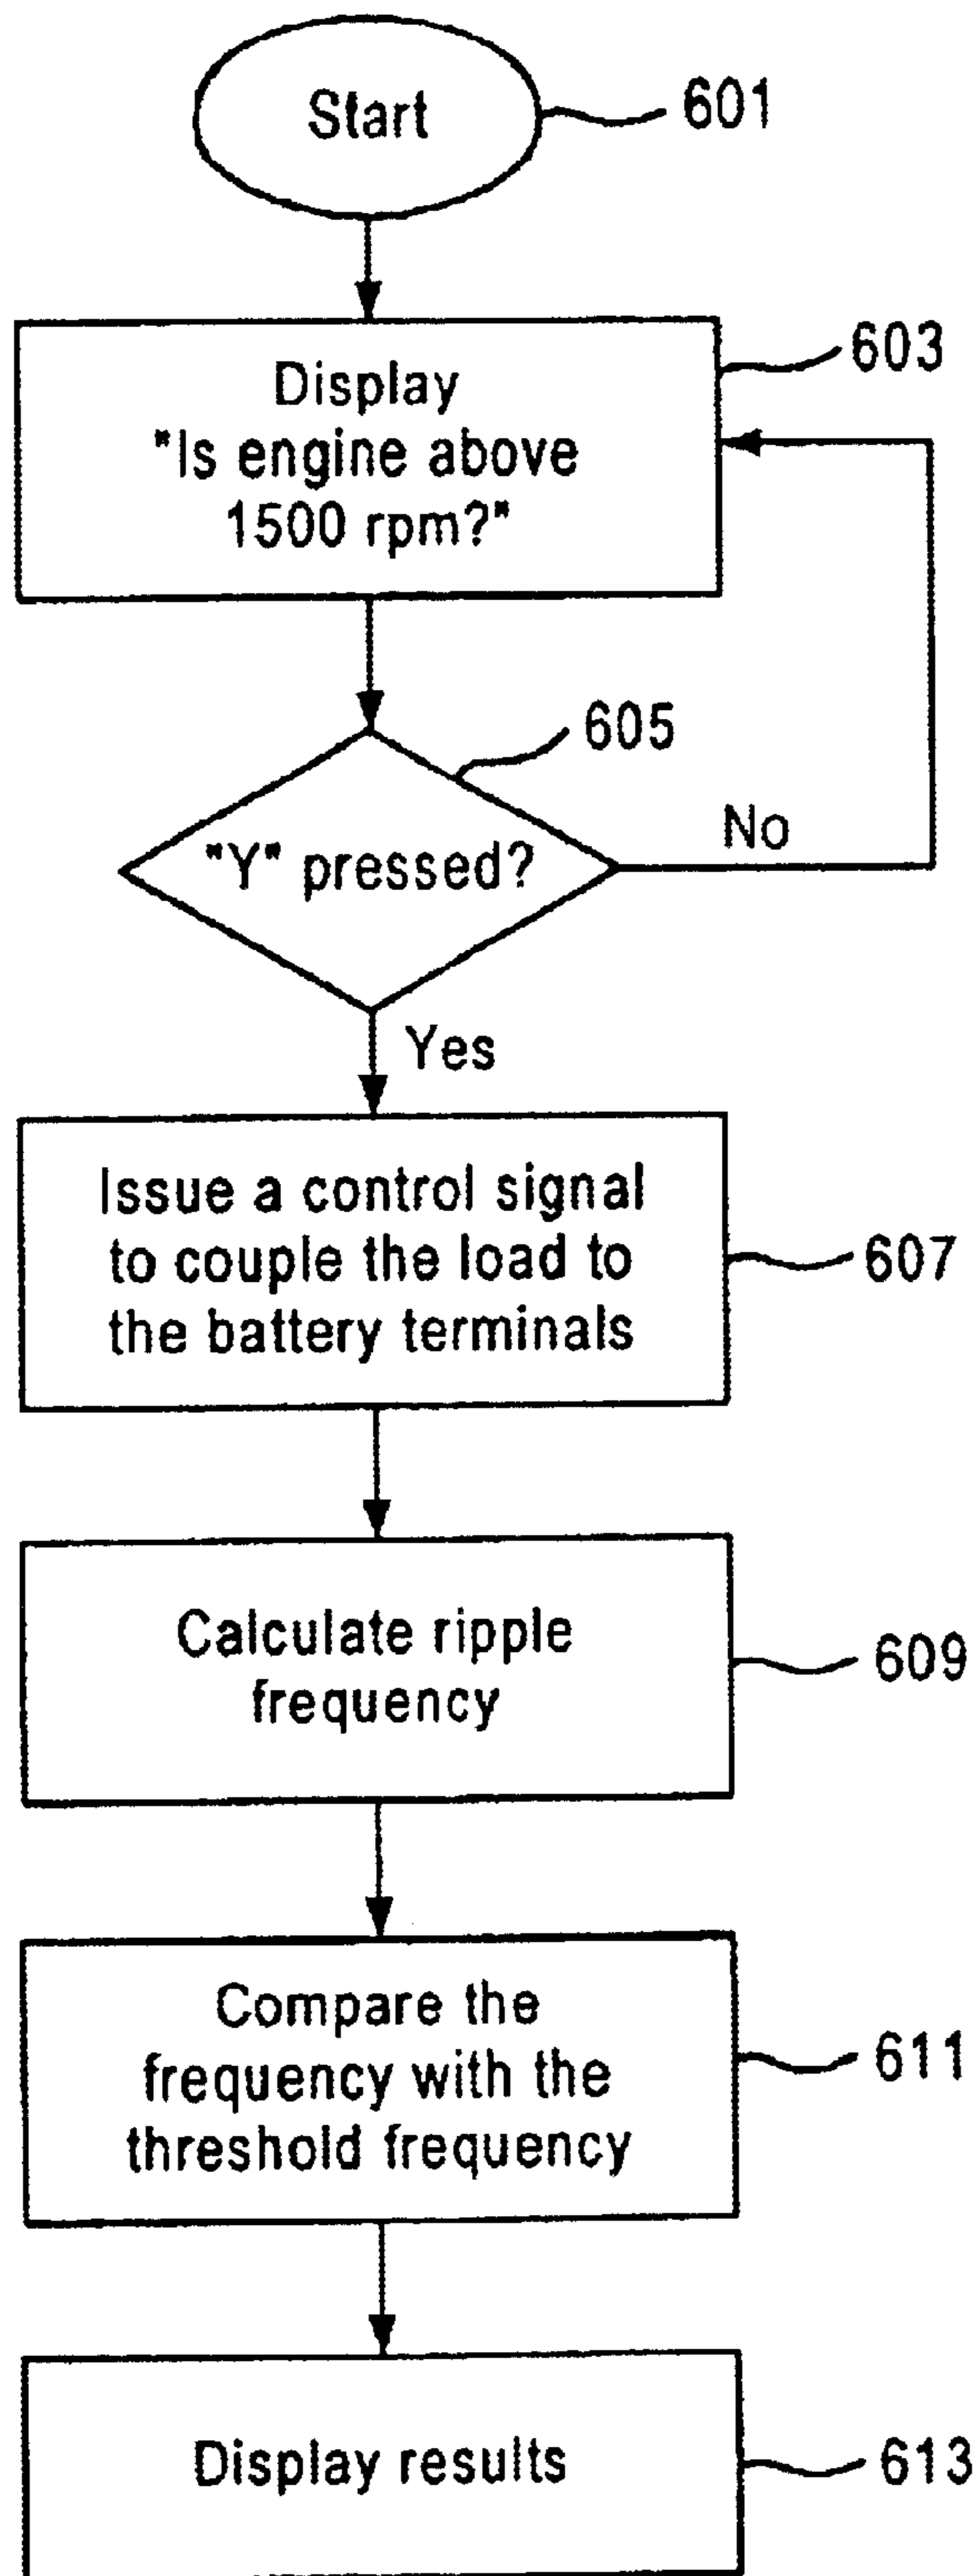 Start
601
603
Display
"Is engine above
1500 rpm?"
605
"Y" pressed?
No
Yes
Issue a control signal
to couple the load to
the battery terminals
607
Calculate ripple
frequency
609
Compare the
frequency with the
threshold frequency
611
Display results
613